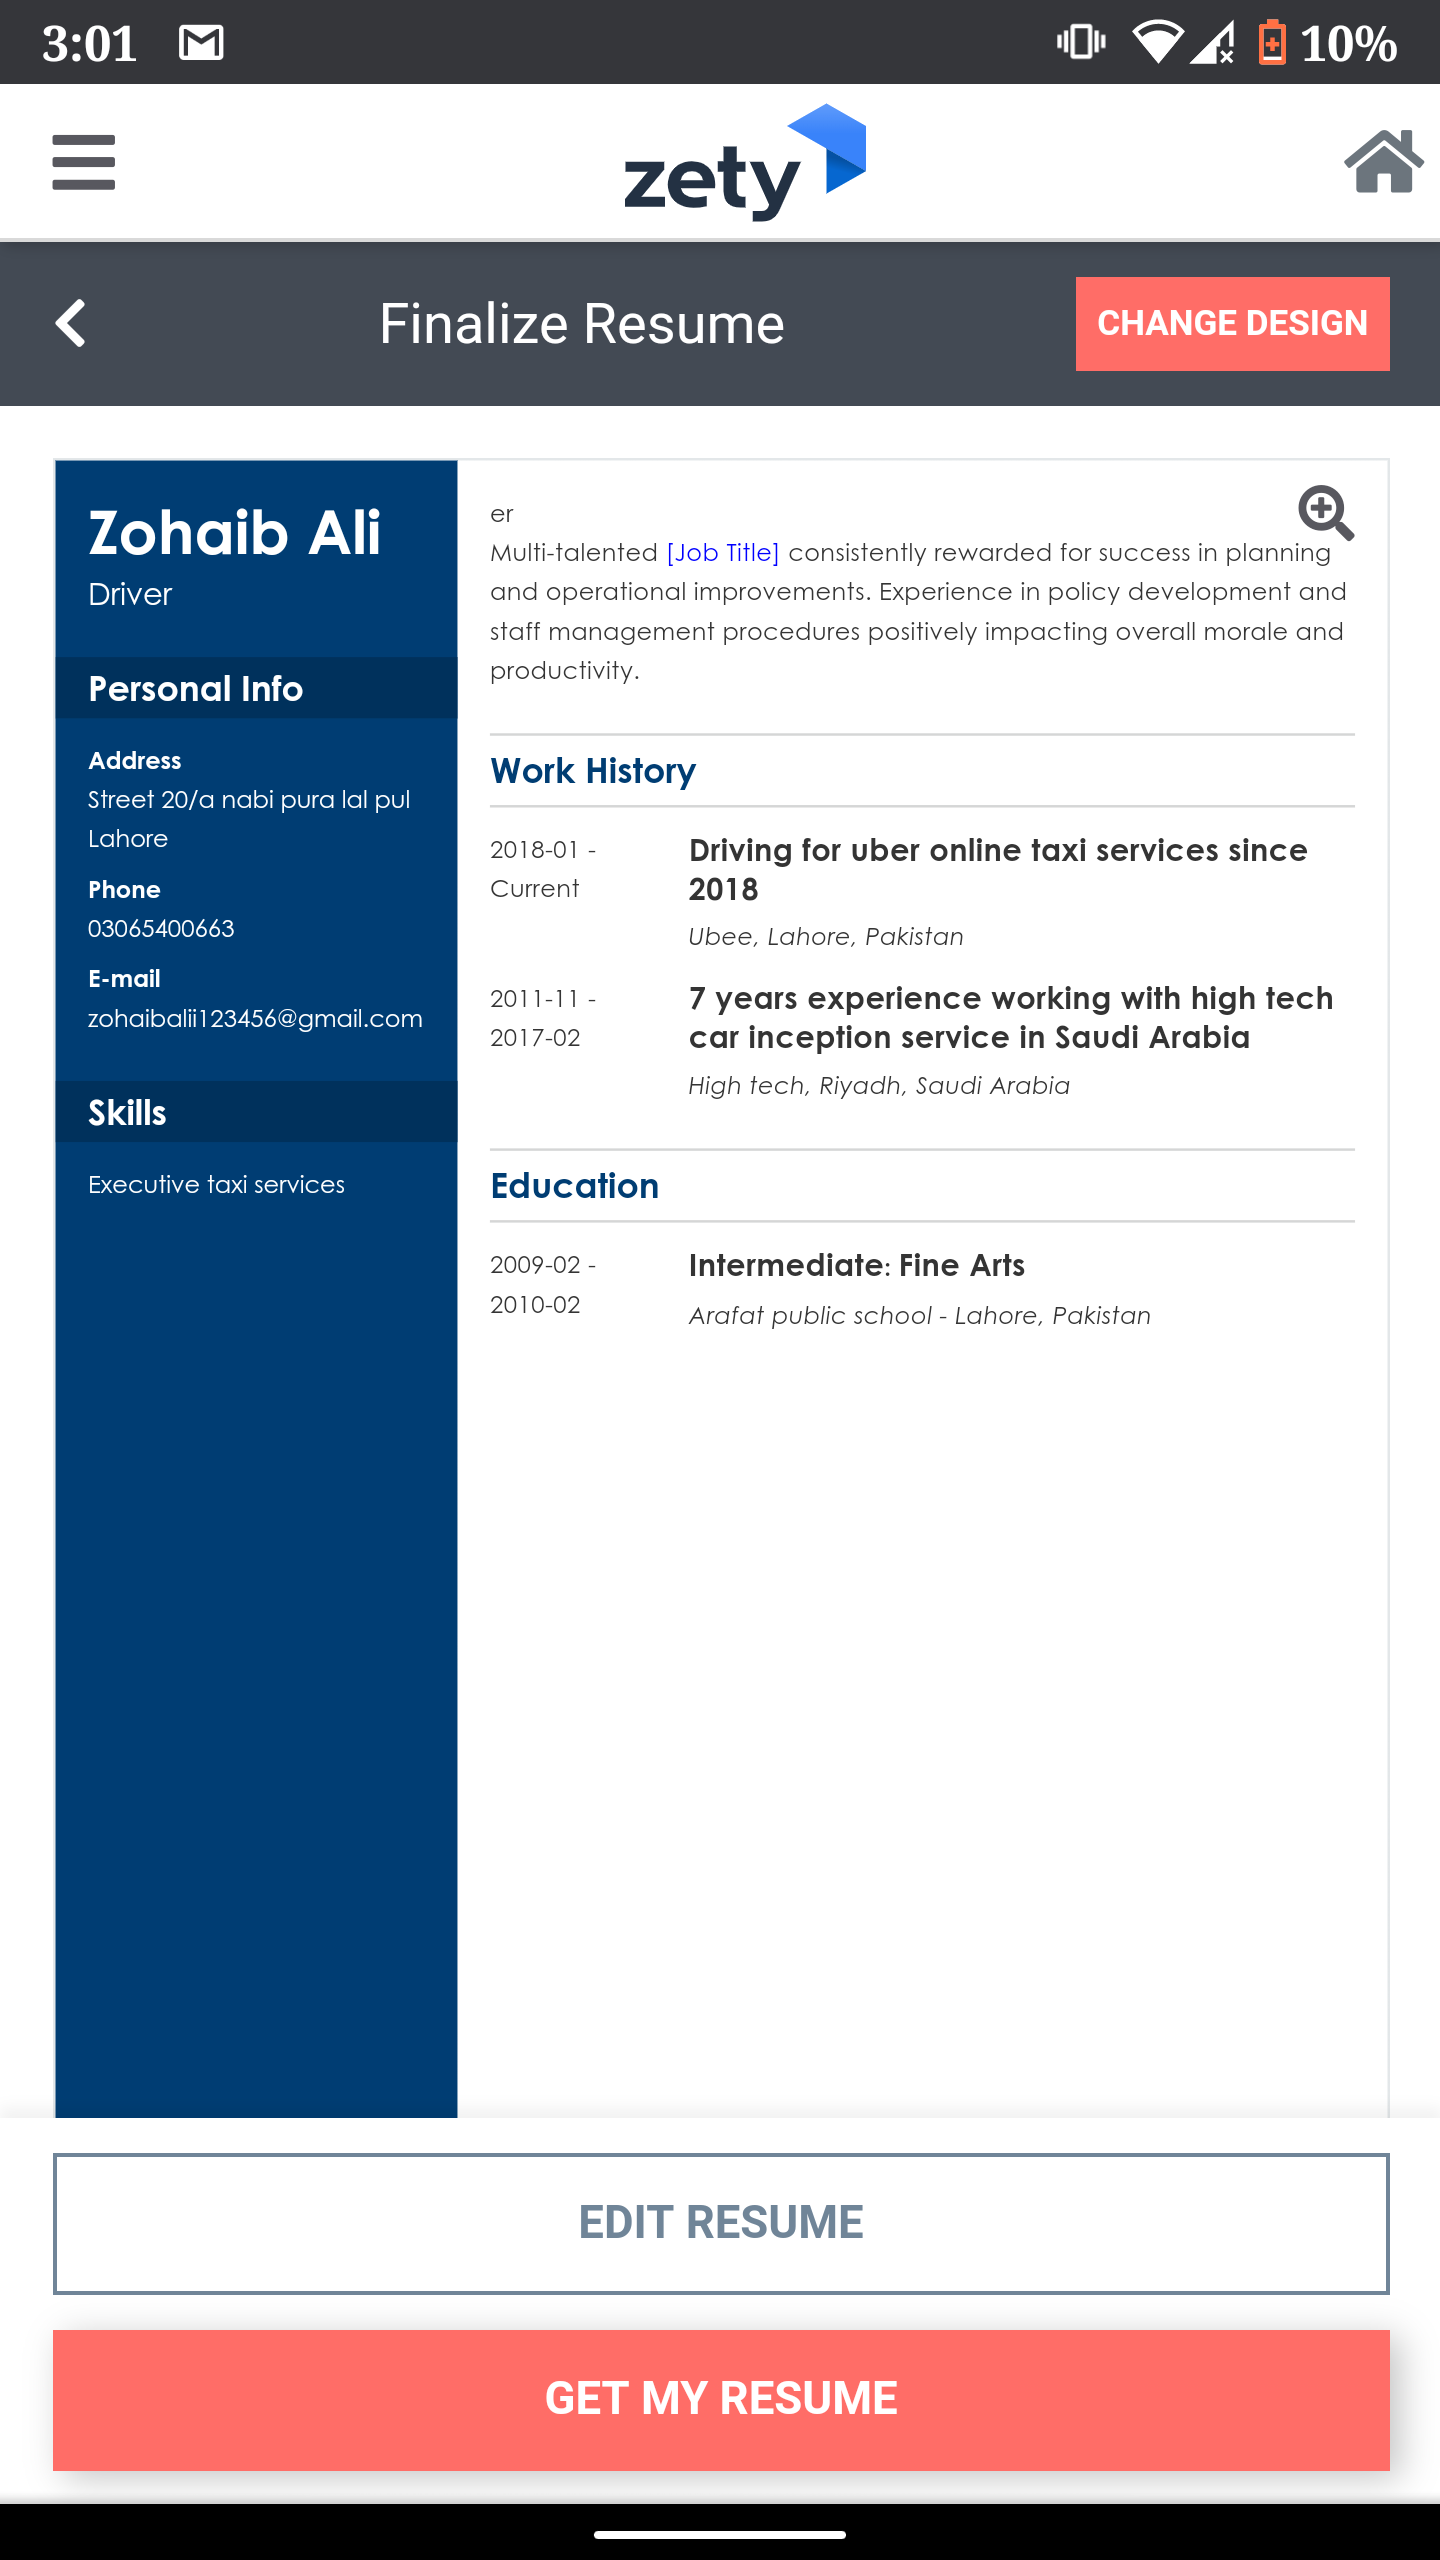 3:01
10%
zety
Finalize Resume
CHANGE DESIGN
Zohaib Ali
Driver
Personal Info
Address
Street 20/a nabi pura lal pul
Lahore
Phone
03065400663
E-mail
zohaibalii123456@gmail.com
Skills
Executive taxi services
er
Multi-talented [Job Title] consistently rewarded for success in planning
and operational improvements. Experience in policy development and
staff management procedures positively impacting overall morale and
productivity.
Work History
2018-01 -
Current
Driving for uber online taxi services since
2018
Ubee, Lahore, Pakistan
2011-11 -
2017-02
7 years experience working with high tech
car inception service in Saudi Arabia
High tech, Riyadh, Saudi Arabia
Education
2009-02 -
2010-02
Intermediate: Fine Arts
Arafat public school - Lahore, Pakistan
EDIT RESUME
GET MY RESUME